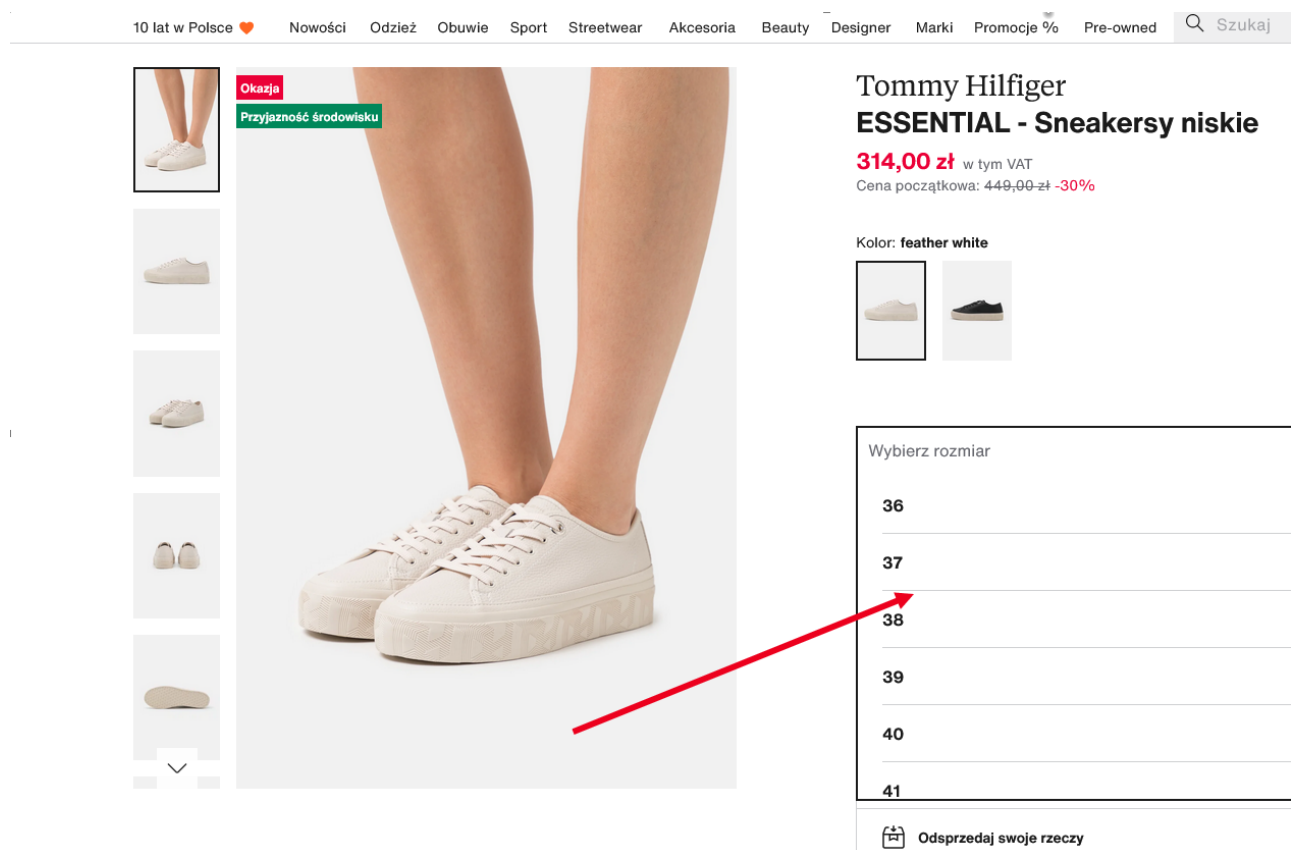 10 lat w Polsce 🧡 Nowości Odzież Obuwie Sport Streetwear Akcesoria Beauty Designer Marki Promocje % Pre-owned Szukaj
Okazja
Przyjazność środowisku
Tommy Hilfiger
ESSENTIAL - Sneakersy niskie
314,00 zł w tym VAT
Cena początkowa: 449,00 zł -30%
Kolor: feather white
Wybierz rozmiar
36
37
38
39
40
41
Odsprzedaj swoje rzeczy